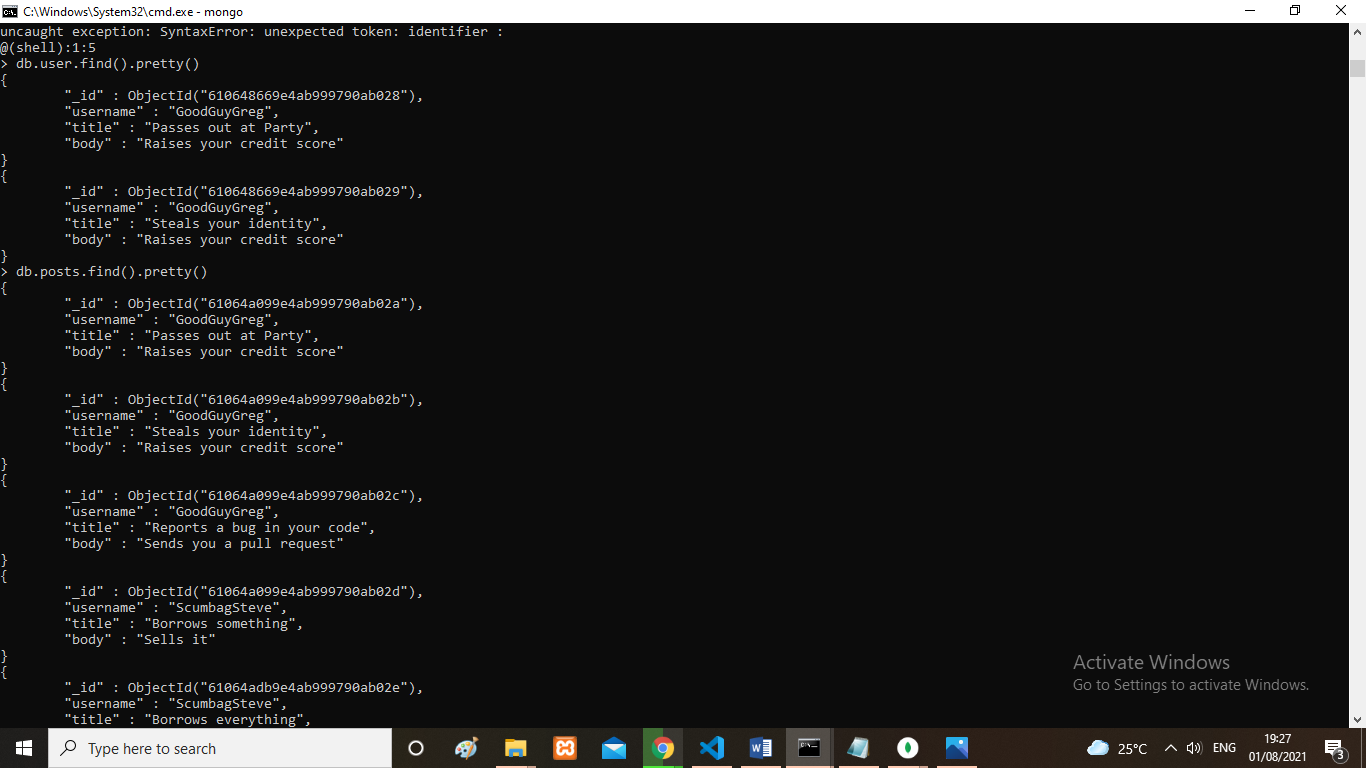 C:\Windows\System32\cmd.exe - mongo
uncaught exception: SyntaxError: unexpected token: identifier :
@(shell):1:5
> db.user.find().pretty()
{
        "_id" : ObjectId("610648669e4ab999790ab028"),
        "username" : "GoodGuyGreg",
        "title" : "Passes out at Party",
        "body" : "Raises your credit score"
}
{
        "_id" : ObjectId("610648669e4ab999790ab029"),
        "username" : "GoodGuyGreg",
        "title" : "Steals your identity",
        "body" : "Raises your credit score"
}
> db.posts.find().pretty()
{
        "_id" : ObjectId("61064a099e4ab999790ab02a"),
        "username" : "GoodGuyGreg",
        "title" : "Passes out at Party",
        "body" : "Raises your credit score"
}
{
        "_id" : ObjectId("61064a099e4ab999790ab02b"),
        "username" : "GoodGuyGreg",
        "title" : "Steals your identity",
        "body" : "Raises your credit score"
}
{
        "_id" : ObjectId("61064a099e4ab999790ab02c"),
        "username" : "GoodGuyGreg",
        "title" : "Reports a bug in your code",
        "body" : "Sends you a pull request"
}
{
        "_id" : ObjectId("61064a099e4ab999790ab02d"),
        "username" : "ScumbagSteve",
        "title" : "Borrows something",
        "body" : "Sells it"
}
{
        "_id" : ObjectId("61064adb9e4ab999790ab02e"),
        "username" : "ScumbagSteve",
        "title" : "Borrows everything",
Activate Windows
Go to Settings to activate Windows.
Type here to search
25°C
ENG
19:27
01/08/2021
3